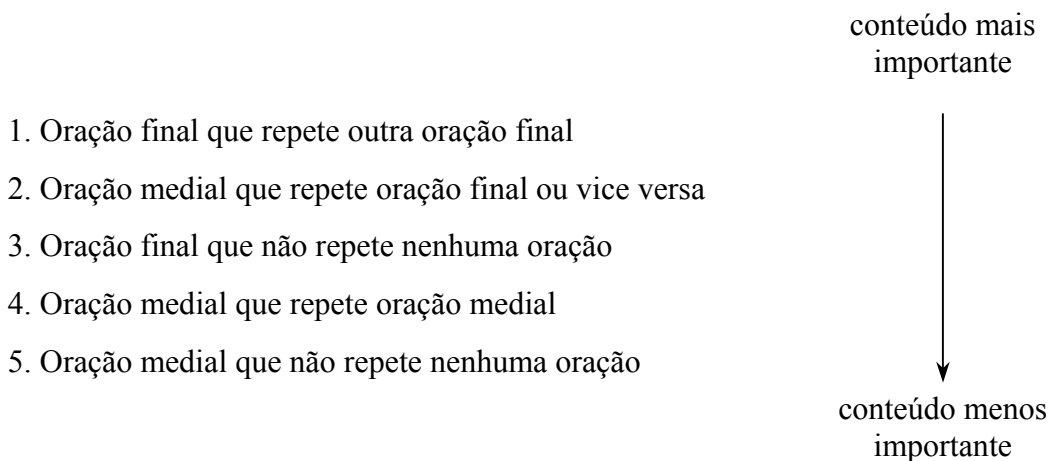 conteúdo mais
importante
1. Oração final que repete outra oração final
2. Oração medial que repete oração final ou vice versa
3. Oração final que não repete nenhuma oração
4. Oração medial que repete oração medial
5. Oração medial que não repete nenhuma oração
conteúdo menos
importante